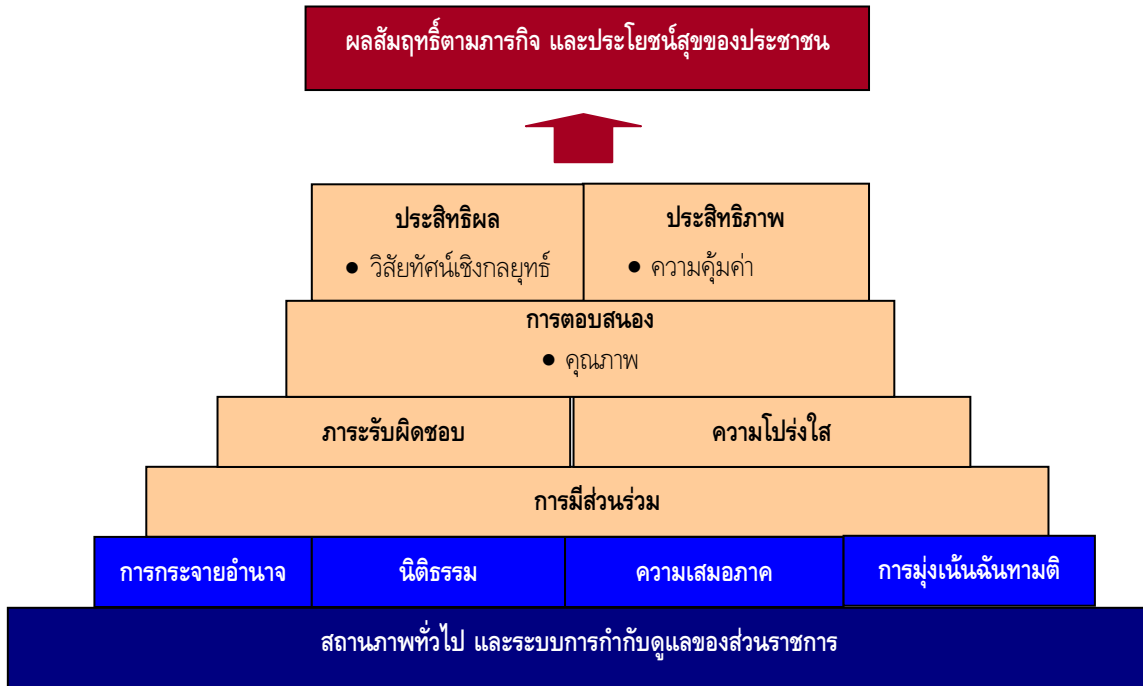 ผลสัมฤทธิ์ตามภารกิจ และประโยชน์สุขของประชาชน
ประสิทธิผล
• วิสัยทัศน์เชิงกลยุทธ์
ประสิทธิภาพ
• ความคุ้มค่า
การตอบสนอง
• คุณภาพ
ภาระรับผิดชอบ
ความโปร่งใส
การมีส่วนร่วม
การกระจายอำนาจ
นิติธรรม
ความเสมอภาค
การมุ่งเน้นฉันทามติ
สถานภาพทั่วไป และระบบการกำกับดูแลของส่วนราชการ